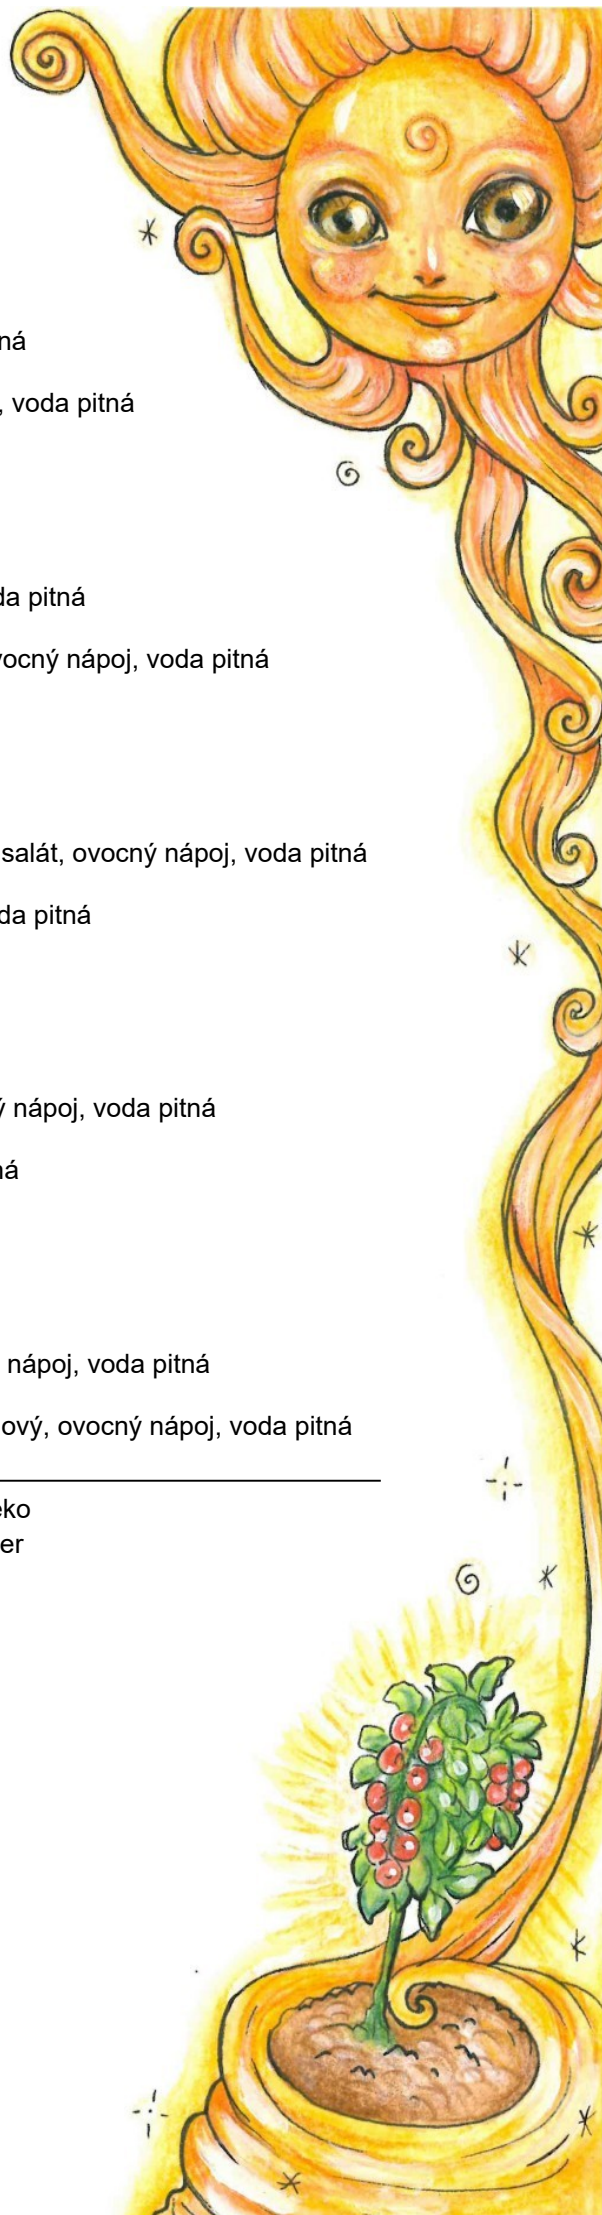 ná
, voda pitná
da pitná
vocný nápoj, voda pitná
salát, ovocný nápoj, voda pitná
da pitná
ý nápoj, voda pitná
ná
nápoj, voda pitná
ový, ovocný nápoj, voda pitná
éko
er